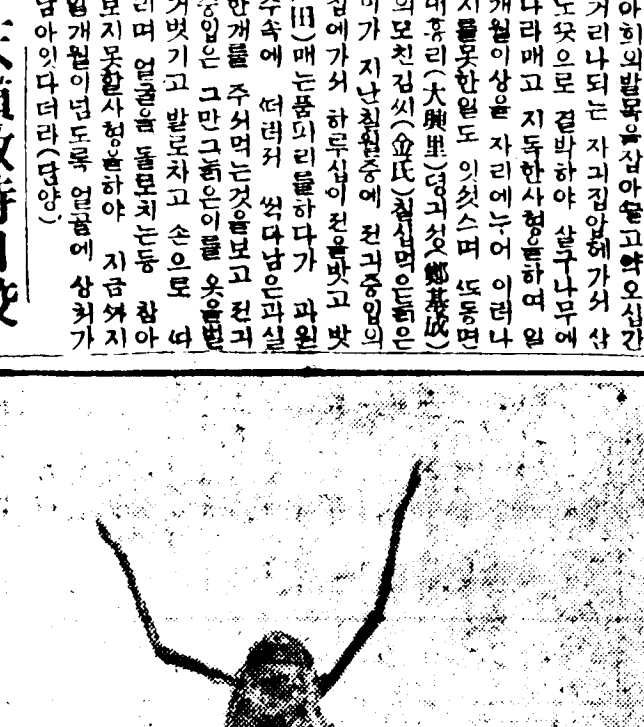 아희의발목을잡아끌고약오십간
거리나되는 자긔집압헤가서 삼
노끗으로 결박하야 살구나무에
다라매고 지독한사형을하여 일
개월이상을 자리에누어 이러나
지를못한일도 잇섯스며 또동면
대흥리(大興里)뎡긔성(鄭基成)
의모친김씨(金氏)칠십먹은늙은
이가 지난칠월중에 전긔중입의
집에가서 하루십이전을밧고 밧
(田)매는품파리를하다가 과원
속에 떠러저 썩다남은과실
한개를 주서먹는것을보고 전긔
중입은 그만그늙은이를 옷을벌
거벗기고 발로차고 손으로 따
리며 얼굴을 돌로치는등 참아
보지못할사형을하야 지금까지
일개월이넘도록 얼굴에 상처가
남아잇다더라(담양)